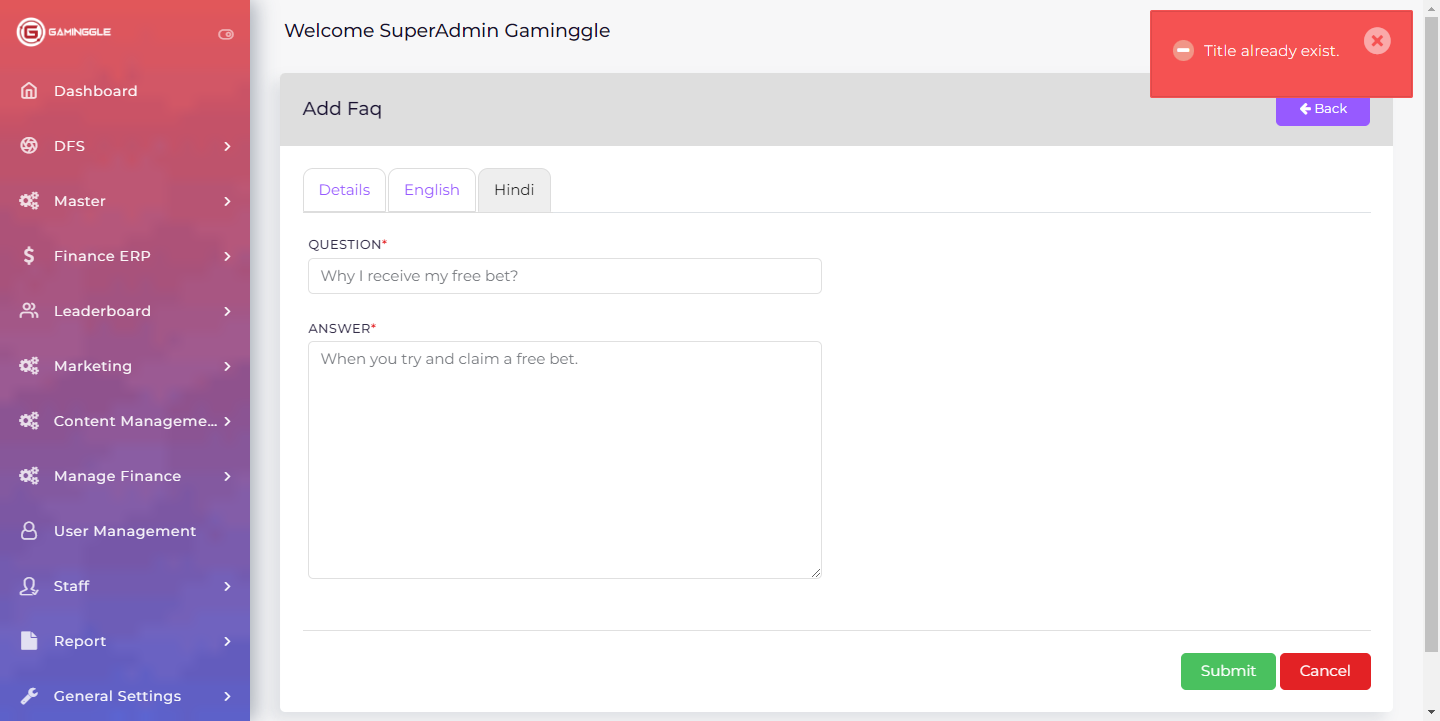 GAMINGGLE
Welcome SuperAdmin Gaminggle
Title already exist.
Dashboard
DFS
Master
Finance ERP
Leaderboard
Marketing
Content Manageme...
Manage Finance
User Management
Staff
Report
General Settings
Add Faq
Back
Details English Hindi
QUESTION*
Why I receive my free bet?
ANSWER*
When you try and claim a free bet.
Submit Cancel